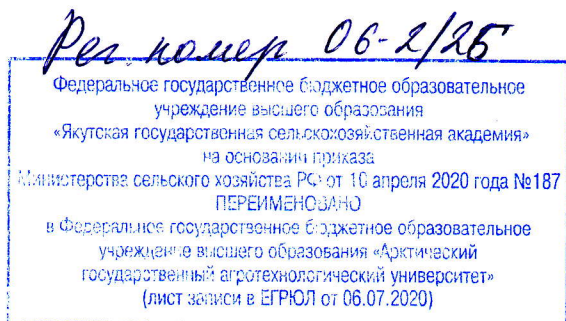 Рег. номер 06-2/25
Федеральное государственное бюджетное образовательное
учреждение высшего образования
«Якутская государственная сельскохозяйственная академия»
на основании приказа
Министерства сельского хозяйства РФ от 10 апреля 2020 года №187
ПЕРЕИМЕНОВАНО
в Федеральное государственное бюджетное образовательное
учреждение высшего образования «Арктический
государственный агротехнологический университет»
(лист записи в ЕГРЮЛ от 06.07.2020)